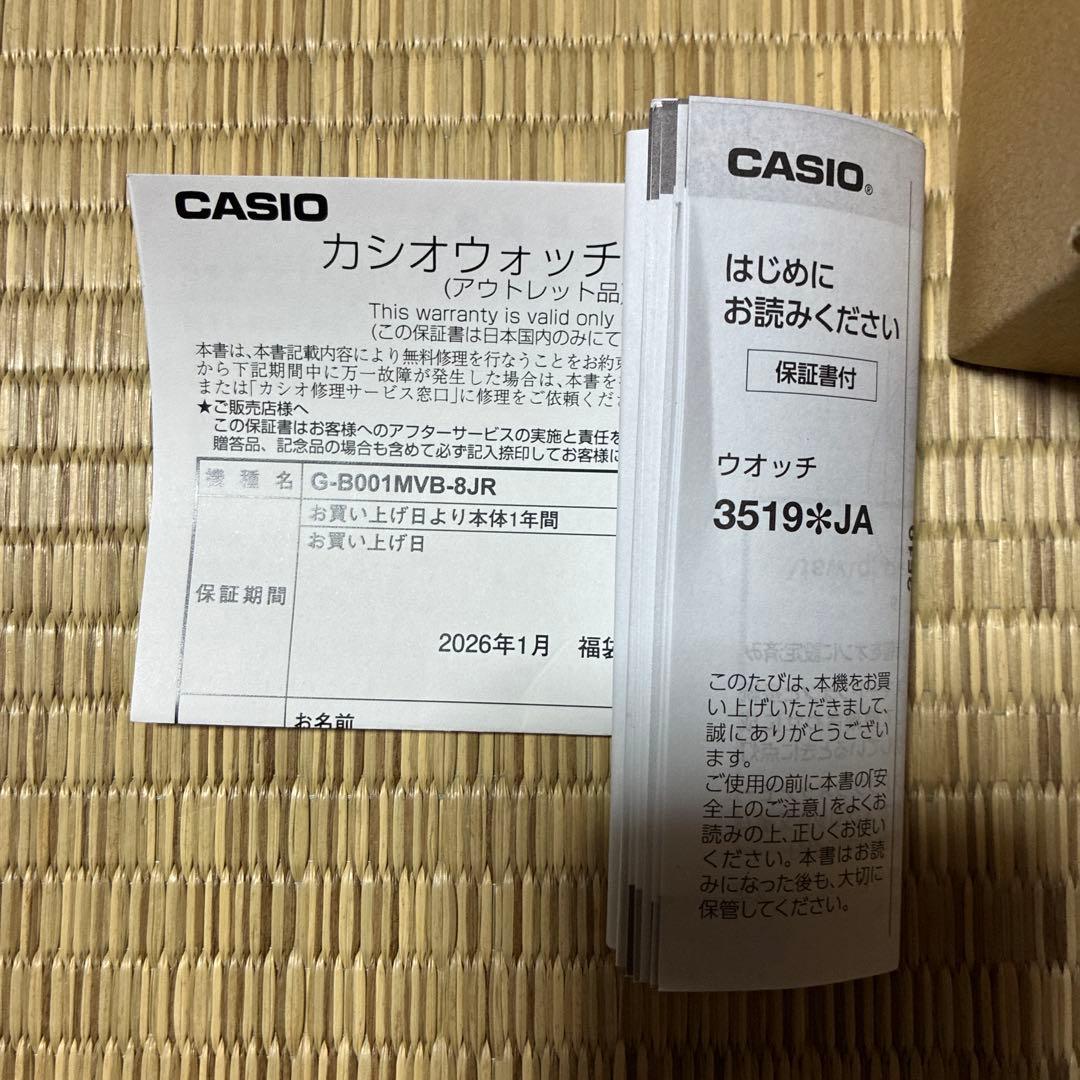 CASIO
カシオウォッチ
(アウトレット品)
This warranty is valid only
(この保証書は日本国内のみにて
本書は、本書記載内容により無料修理を行なうことをお約束
から下記期間中に万一故障が発生した場合は、本書を
または「カシオ修理サービス窓口」に修理をご依頼くだ
★ご販売店様へ
この保証書はお客様へのアフターサービスの実施と責任を
贈答品、記念品の場合も含めて必ず記入捺印してお客様に
機種名 G-B001MVB-8JR
お買い上げ日より本体1年間
お買い上げ日
保証期間
2026年1月 福袋
お名前
CASIO®
はじめに
お読みください
保証書付
ウオッチ
3519✽JA
このたびは、本機をお買
い上げいただきまして、
誠にありがとうござい
ます。
ご使用の前に本書の「安
全上のご注意」をよくお
読みの上、正しくお使い
ください。本書はお読
みになった後も、大切に
保管してください。